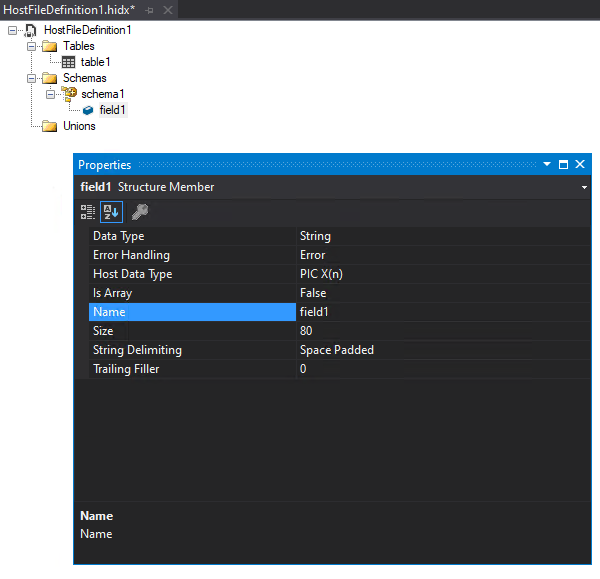 HostFileDefinition1.hidx*
HostFileDefinition1
Tables
table1
Schemas
schema1
field1
Unions
Properties
field1 Structure Member
Data Type String
Error Handling Error
Host Data Type PIC X(n)
Is Array False
Name field1
Size 80
String Delimiting Space Padded
Trailing Filler 0
Name
Name